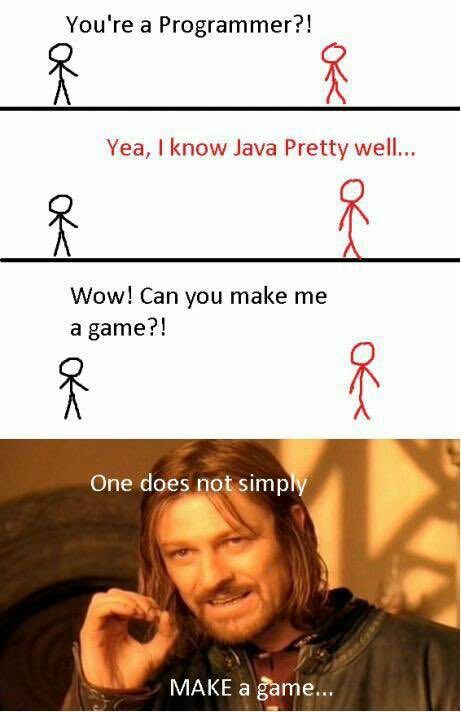 You're a Programmer?!
Yea, I know Java Pretty well...
Wow! Can you make me
a game?!
One does not simply
MAKE a game...